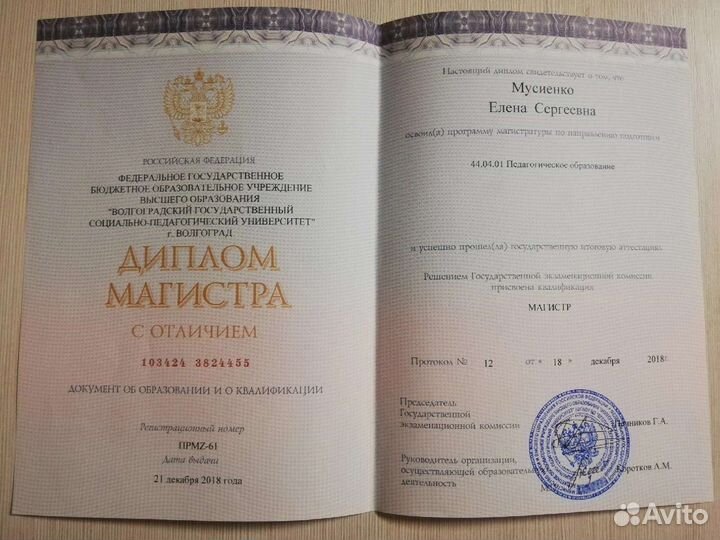 РОССИЙСКАЯ ФЕДЕРАЦИЯ
ФЕДЕРАЛЬНОЕ ГОСУДАРСТВЕННОЕ
БЮДЖЕТНОЕ ОБРАЗОВАТЕЛЬНОЕ УЧРЕЖДЕНИЕ
ВЫСШЕГО ОБРАЗОВАНИЯ
"ВОЛГОГРАДСКИЙ ГОСУДАРСТВЕННЫЙ
СОЦИАЛЬНО-ПЕДАГОГИЧЕСКИЙ УНИВЕРСИТЕТ"
г. ВОЛГОГРАД
ДИПЛОМ
МАГИСТРА
С ОТЛИЧИЕМ
103424 3824455
ДОКУМЕНТ ОБ ОБРАЗОВАНИИ И О КВАЛИФИКАЦИИ
Регистрационный номер
ПРМZ-61
Дата выдачи
21 декабря 2018 года
Настоящий диплом свидетельствует о том, что
Мусиенко
Елена Сергеевна
освоил(а) программу магистратуры по направлению подготовки
44.04.01 Педагогическое образование
и успешно прошел(ла) государственную итоговую аттестацию
Решением Государственной экзаменационной комиссии
присвоена квалификация
МАГИСТР
Протокол № 12 от « 18 » декабря 2018г.
Председатель
Государственной
экзаменационной комиссии
Г.А.
Руководитель организации,
осуществляющей образовательную
деятельность
Коротков А.М.
Avito